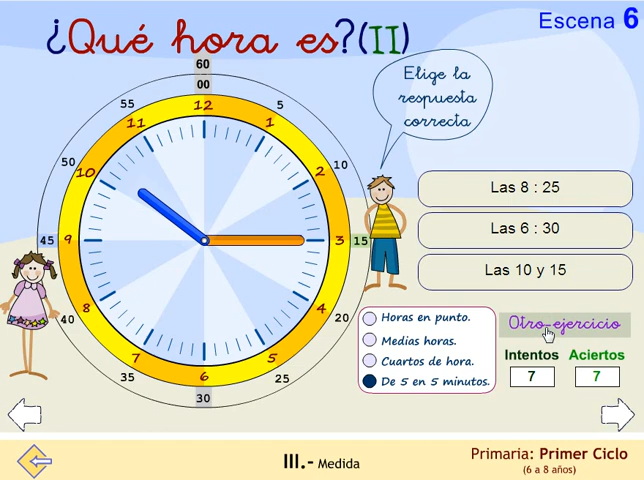 Escena 6
¿Qué hora es?(II)
Elige la
respuesta
correcta
60
00
55
5
50
10
45
15
40
20
35
25
30
12
11
1
10
2
9
3
8
4
7
5
6
Las 8 : 25
Las 6 : 30
Las 10 y 15
Horas en punto.
Medias horas.
Cuartos de hora.
De 5 en 5 minutos.
Otro ejercicio
Intentos Aciertos
7 7
III.- Medida
Primaria: Primer Ciclo
(6 a 8 años)